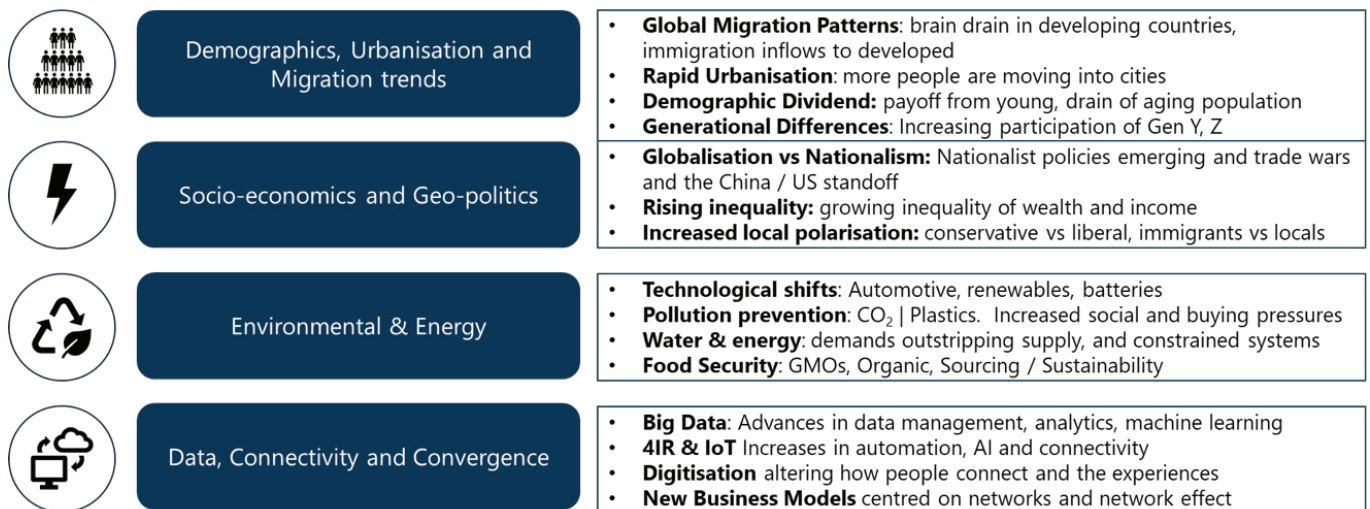 Demographics, Urbanisation and
Migration trends
• Global Migration Patterns: brain drain in developing countries,
immigration inflows to developed
• Rapid Urbanisation: more people are moving into cities
• Demographic Dividend: payoff from young, drain of aging population
• Generational Differences: Increasing participation of Gen Y, Z
Socio-economics and Geo-politics
• Globalisation vs Nationalism: Nationalist policies emerging and trade wars
and the China / US standoff
• Rising inequality: growing inequality of wealth and income
• Increased local polarisation: conservative vs liberal, immigrants vs locals
Environmental & Energy
• Technological shifts: Automotive, renewables, batteries
• Pollution prevention: CO₂ | Plastics. Increased social and buying pressures
• Water & energy: demands outstripping supply, and constrained systems
• Food Security: GMOs, Organic, Sourcing / Sustainability
Data, Connectivity and Convergence
• Big Data: Advances in data management, analytics, machine learning
• 4IR & IoT Increases in automation, AI and connectivity
• Digitisation altering how people connect and the experiences
• New Business Models centred on networks and network effect